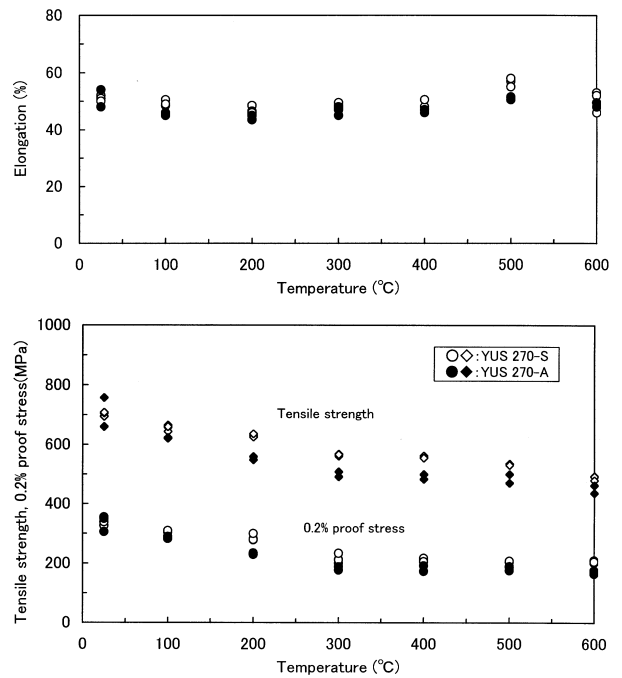 80
60
40
20
0
Elongation (%)
0 100 200 300 400 500 600
Temperature (℃)
1000
800
600
400
200
0
Tensile strength, 0.2% proof stress(MPa)
○◇:YUS 270-S
●◆:YUS 270-A
Tensile strength
0.2% proof stress
0 100 200 300 400 500 600
Temperature (℃)